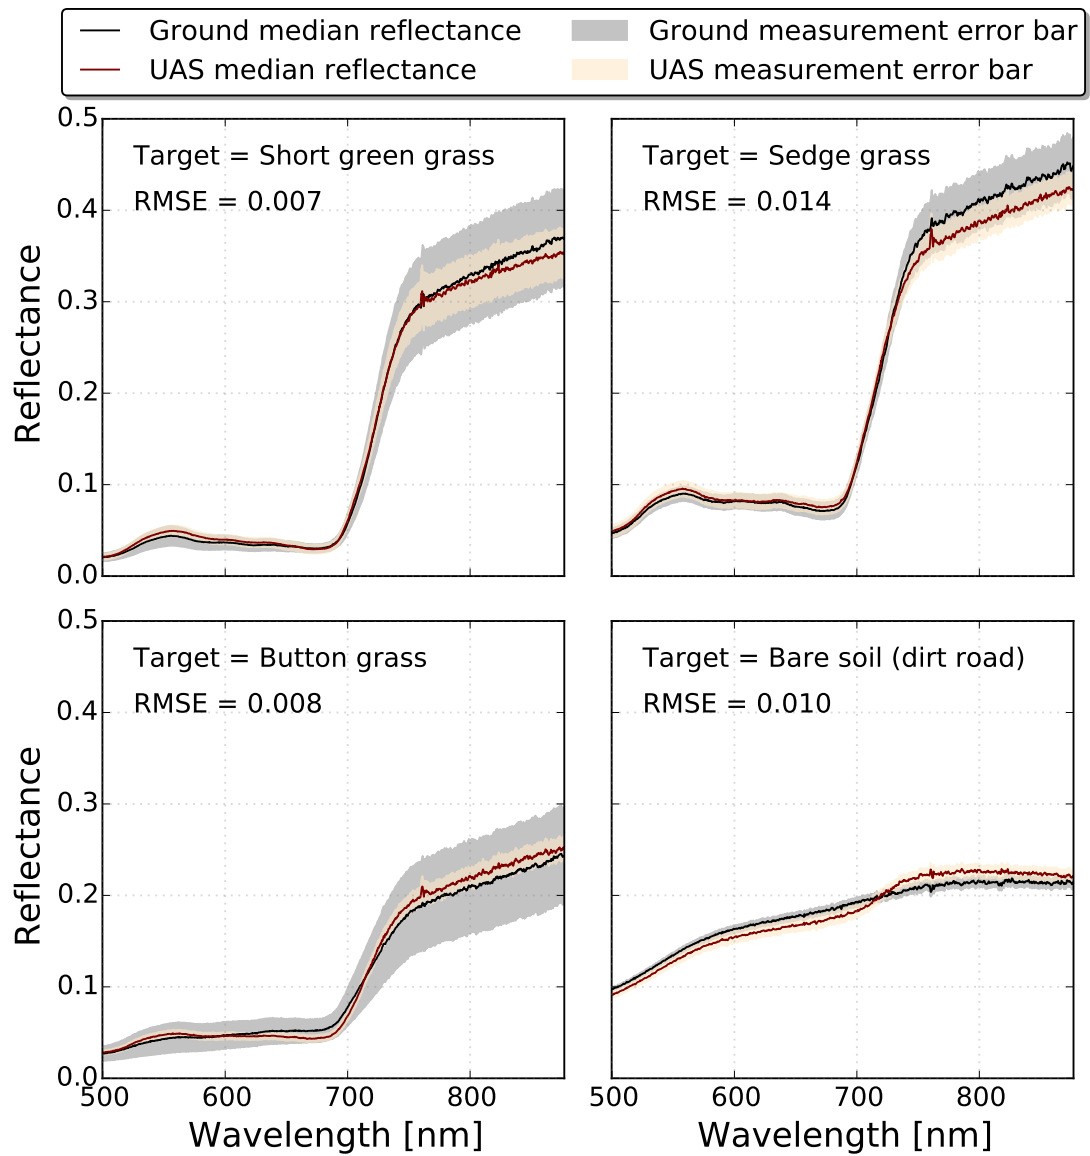 Ground median reflectance
Ground measurement error bar
UAS median reflectance
UAS measurement error bar
0.5
0.4
0.3
0.2
0.1
0.0
Reflectance
Target = Short green grass
RMSE = 0.007
Target = Sedge grass
RMSE = 0.014
0.5
0.4
0.3
0.2
0.1
0.0
Reflectance
Target = Button grass
RMSE = 0.008
Target = Bare soil (dirt road)
RMSE = 0.010
500 600 700 800
500 600 700 800
Wavelength [nm]
Wavelength [nm]